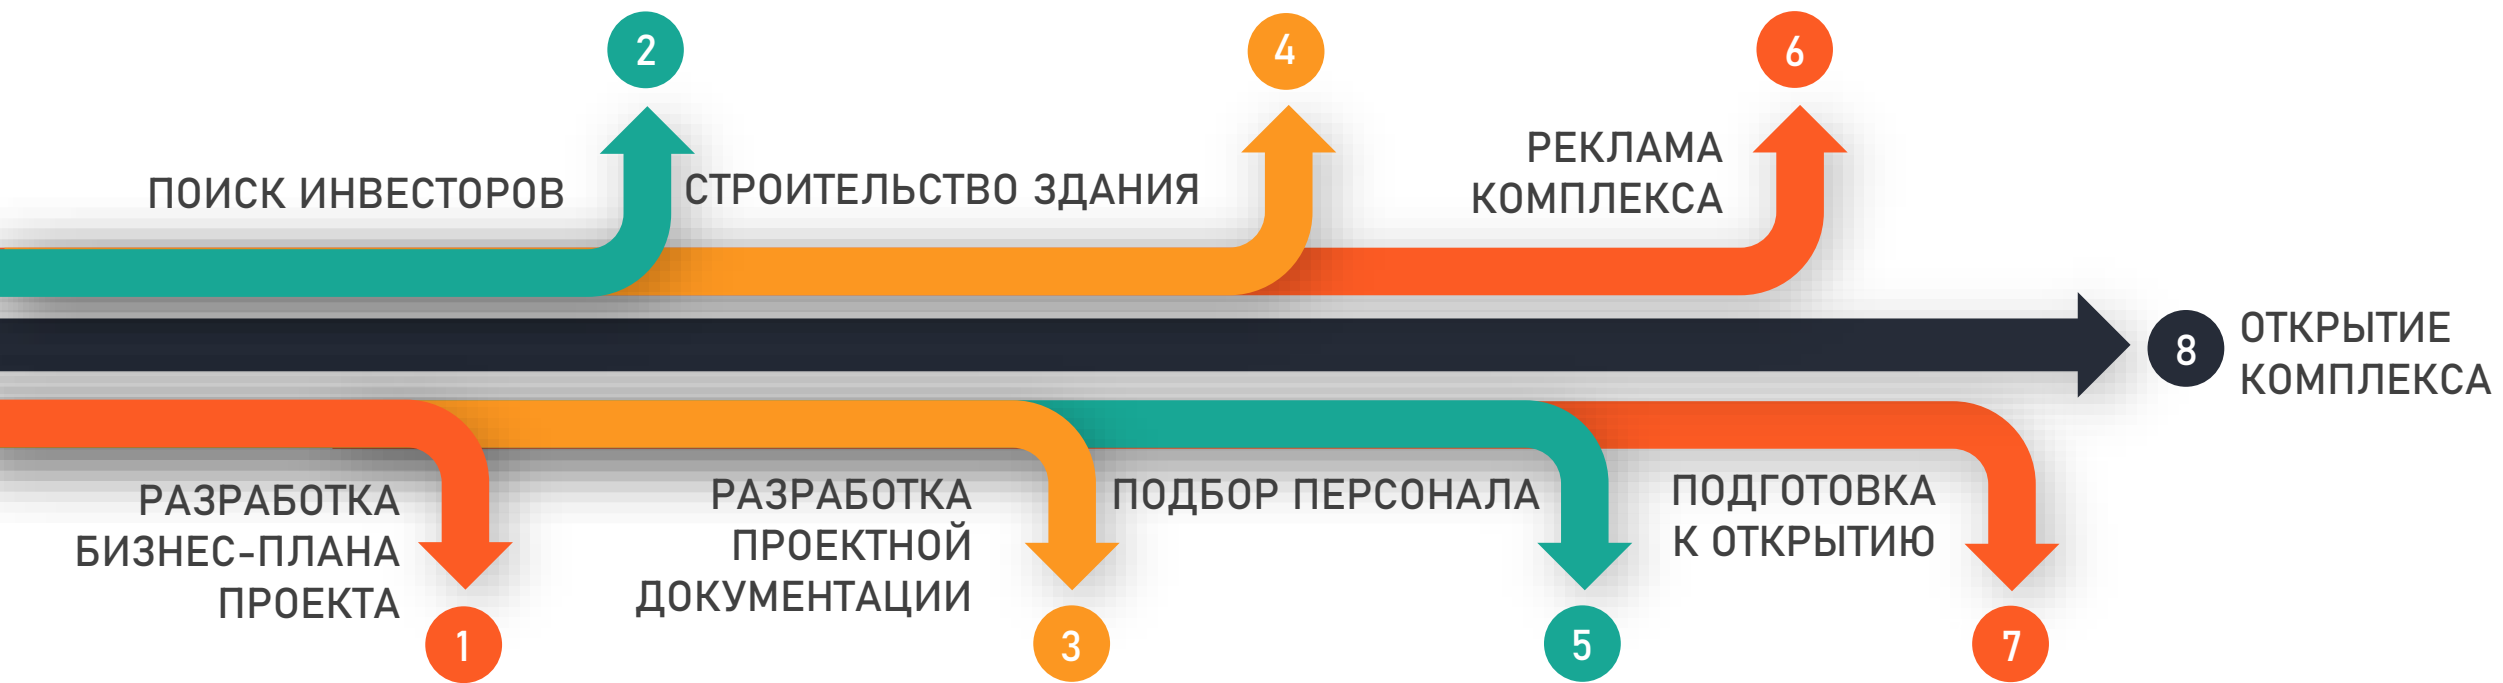 2
4
6
ПОИСК ИНВЕСТОРОВ
СТРОИТЕЛЬСТВО ЗДАНИЯ
РЕКЛАМА
КОМПЛЕКСА
8
ОТКРЫТИЕ
КОМПЛЕКСА
РАЗРАБОТКА
БИЗНЕС-ПЛАНА
ПРОЕКТА
РАЗРАБОТКА
ПРОЕКТНОЙ
ДОКУМЕНТАЦИИ
ПОДБОР ПЕРСОНАЛА
ПОДГОТОВКА
К ОТКРЫТИЮ
1
3
5
7